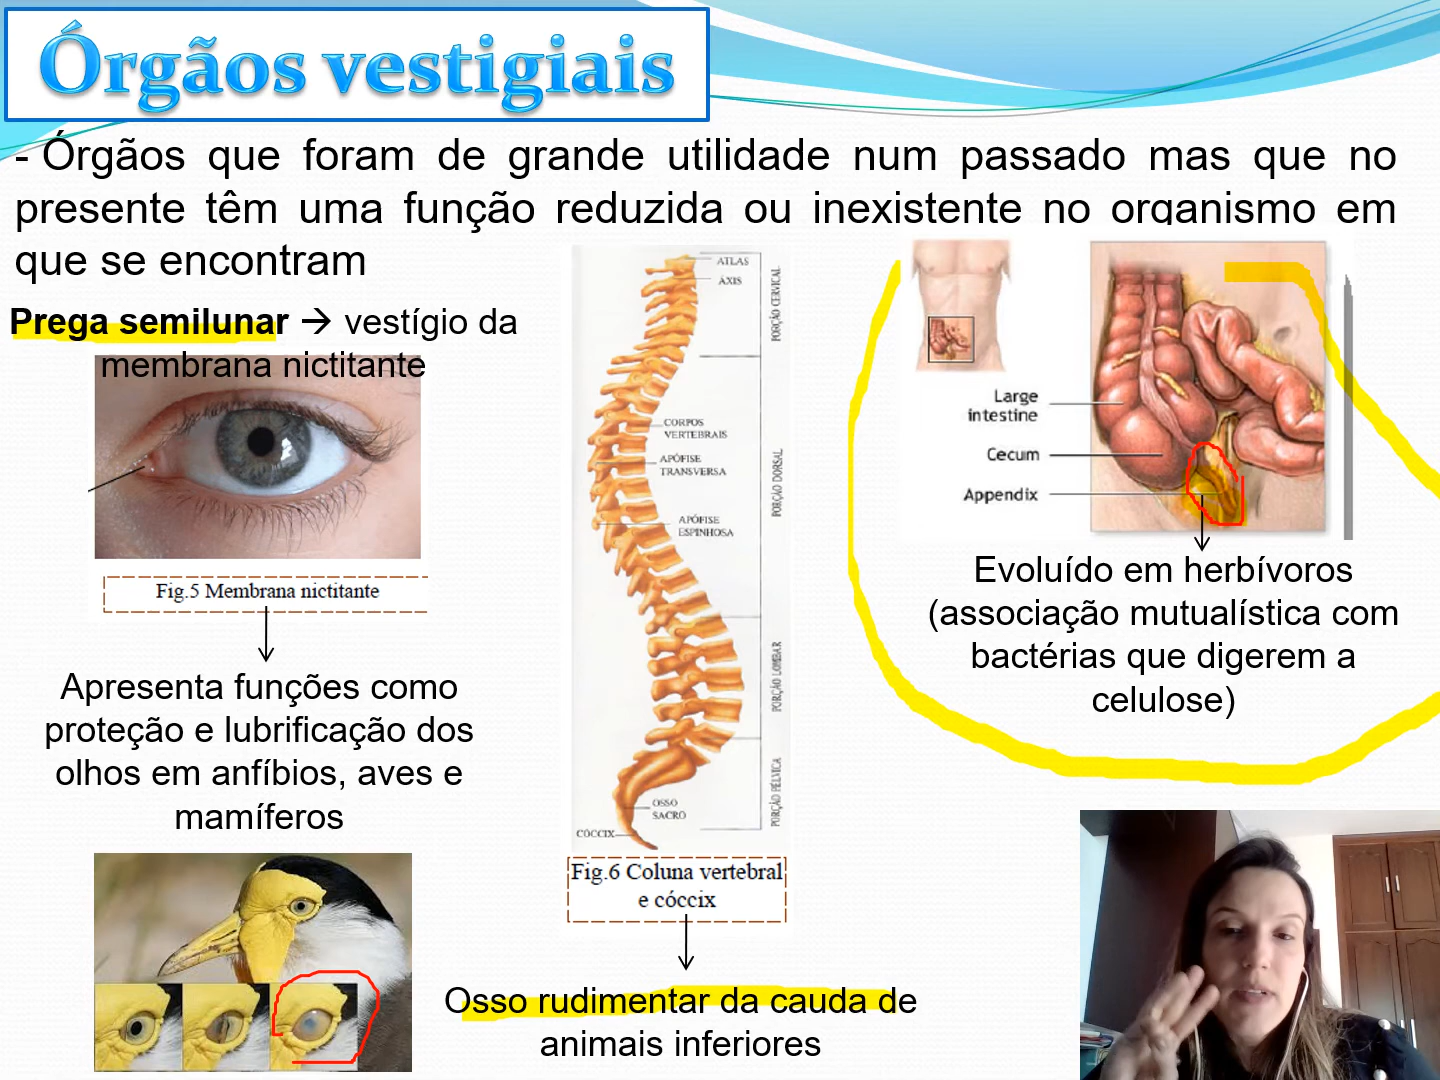 Órgãos vestigiais
- Órgãos que foram de grande utilidade num passado mas que no
presente têm uma função reduzida ou inexistente no organismo em
que se encontram
Prega semilunar → vestígio da
membrana nictitante
Fig.5 Membrana nictitante
Apresenta funções como
proteção e lubrificação dos
olhos em anfíbios, aves e
mamíferos
ATLAS
AXIS
PORÇÃO CERVICAL
CORPOS
VERTEBRAIS
APÓFISE
TRANSVERSA
PORÇÃO DORSAL
APÓFISE
ESPINHOSA
PORÇÃO LOMBAR
OSSO
SACRO
PORÇÃO PÉLVICA
CÓCCIX
Fig.6 Coluna vertebral
e cóccix
Osso rudimentar da cauda de
animais inferiores
Large
intestine
Cecum
Appendix
Evoluído em herbívoros
(associação mutualística com
bactérias que digerem a
celulose)